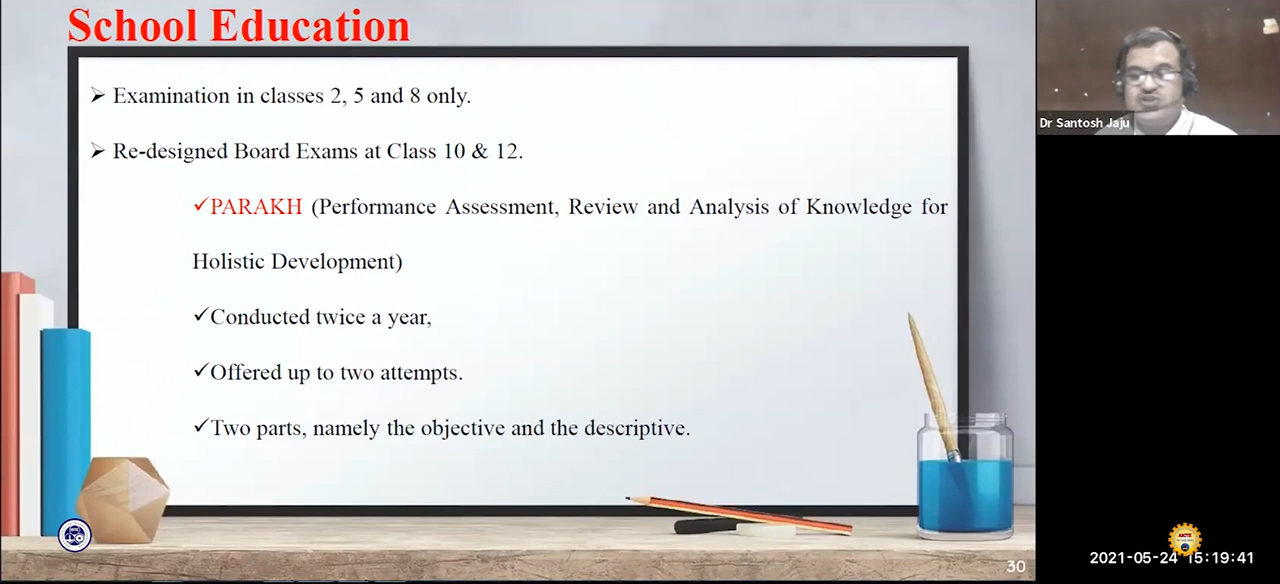 School Education
➢ Examination in classes 2, 5 and 8 only.
➢ Re-designed Board Exams at Class 10 & 12.
✓PARAKH (Performance Assessment, Review and Analysis of Knowledge for
Holistic Development)
✓Conducted twice a year,
✓Offered up to two attempts.
✓Two parts, namely the objective and the descriptive.
30
Dr Santosh Jaju
AICTE
2021-05-24 15:19:41